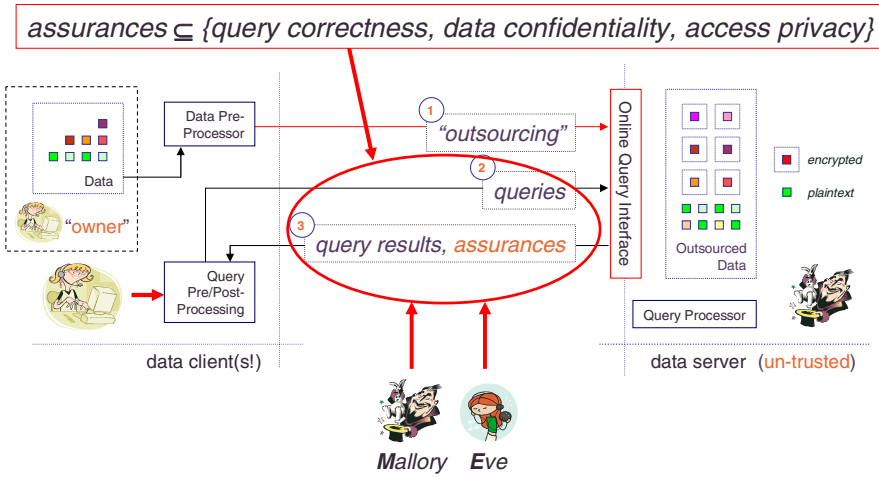 assurances ⊆ {query correctness, data confidentiality, access privacy}
Data Pre-
Processor
1
“outsourcing”
Online Query Interface
Data
“owner”
2
queries
3
query results, assurances
Query
Pre/Post-
Processing
encrypted
plaintext
Outsourced
Data
Query Processor
data client(s!)
data server (un-trusted)
Mallory
Eve